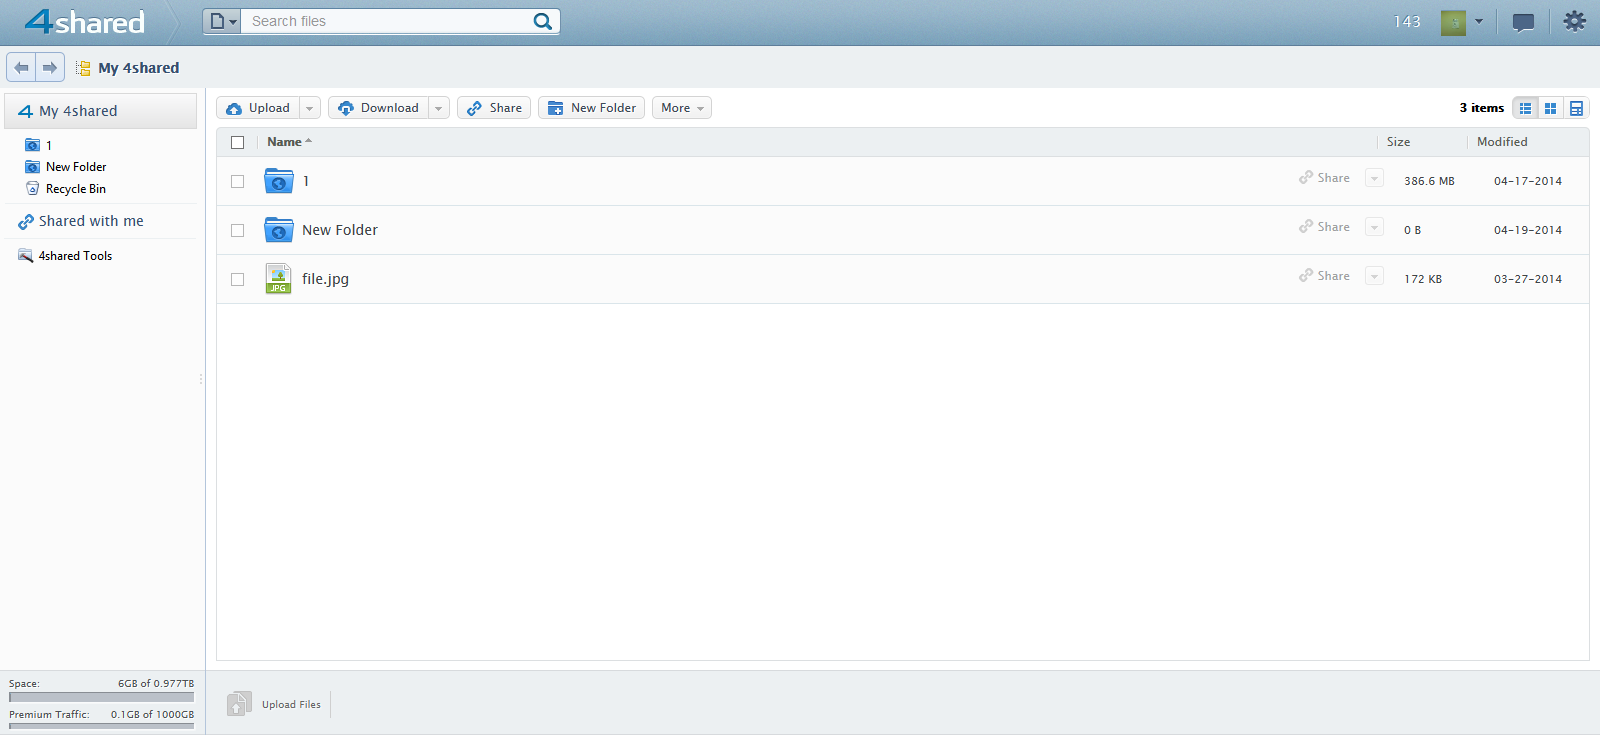 4shared
Search files
143
My 4shared
My 4shared
1
New Folder
Recycle Bin
Shared with me
4shared Tools
Upload Download Share New Folder More 3 items
Name Size Modified
1 Share 386.6 MB 04-17-2014
New Folder Share 0 B 04-19-2014
JPG file.jpg Share 172 KB 03-27-2014
Space: 6GB of 0.977TB
Premium Traffic: 0.1GB of 1000GB
Upload Files